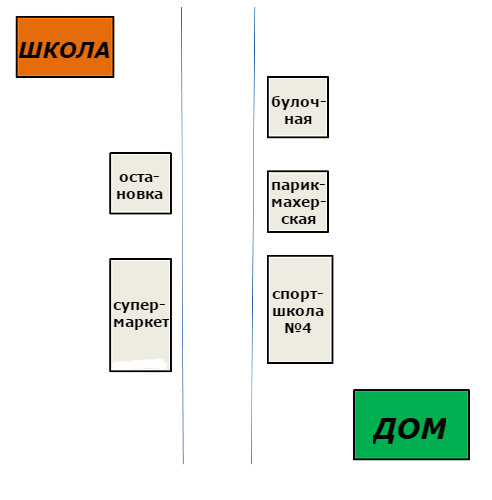 ШКОЛА
булоч-
ная
оста-
новка
парик-
махер-
ская
супер-
маркет
спорт-
школа
№4
ДОМ